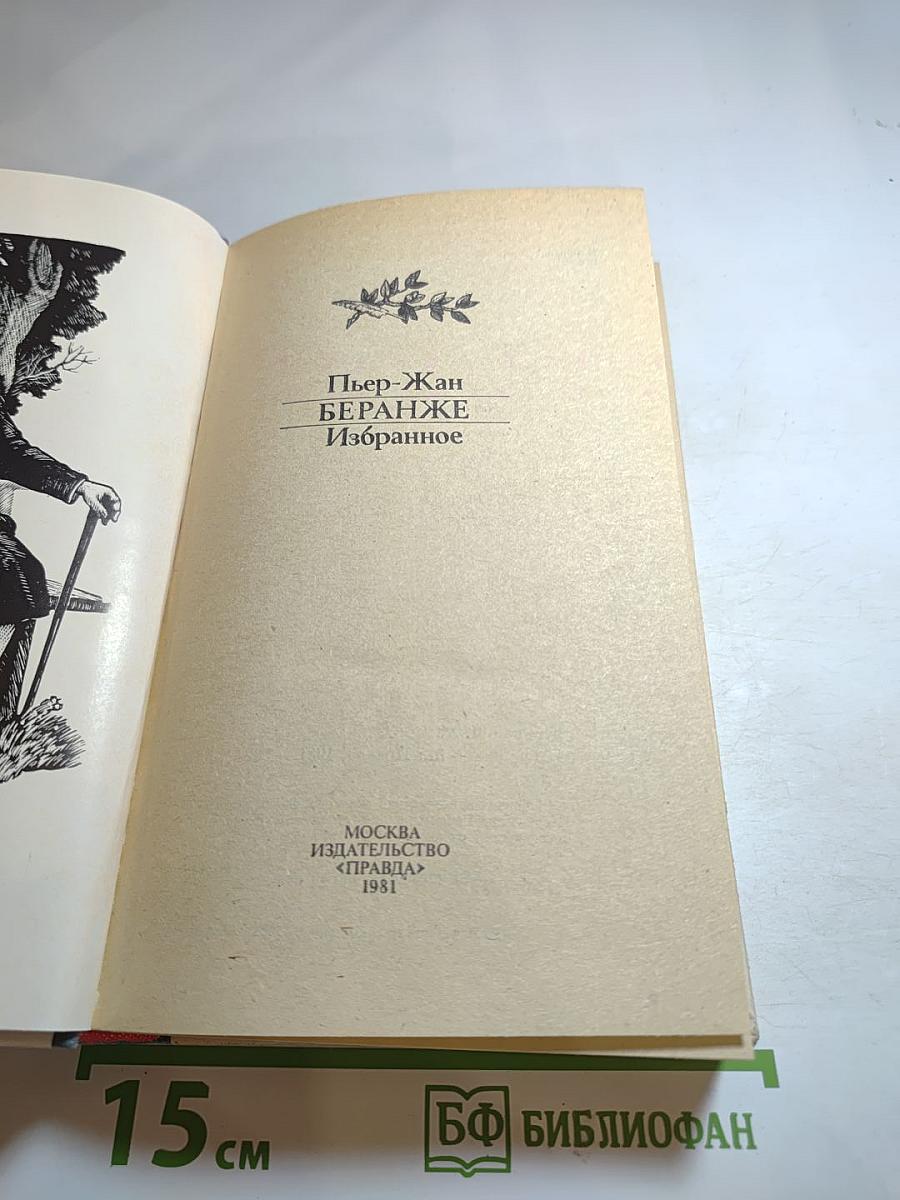 Пьер-Жан
БЕРАНЖЕ
Избранное
МОСКВА
ИЗДАТЕЛЬСТВО
«ПРАВДА»
1981
15 см
БФ БИБЛИОФАН